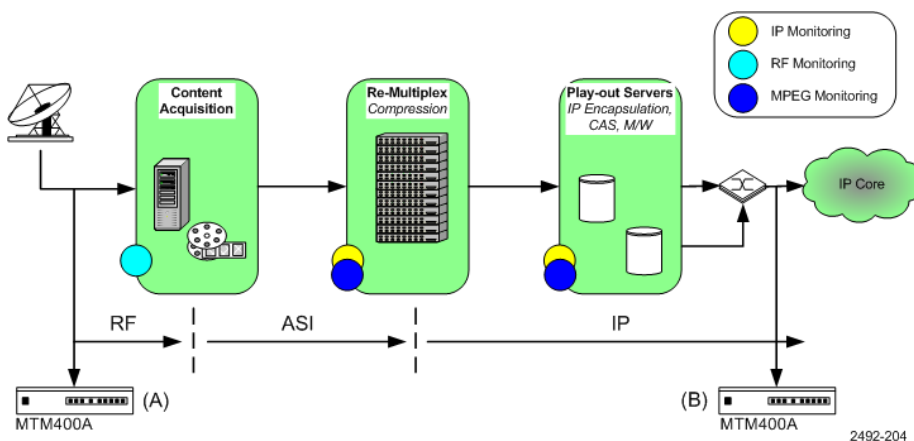 IP Monitoring
RF Monitoring
MPEG Monitoring
Content
Acquisition
Re-Multiplex
Compression
Play-out Servers
IP Encapsulation,
CAS, M/W
IP Core
RF
ASI
IP
(A)
MTM400A
(B)
MTM400A
2492-204